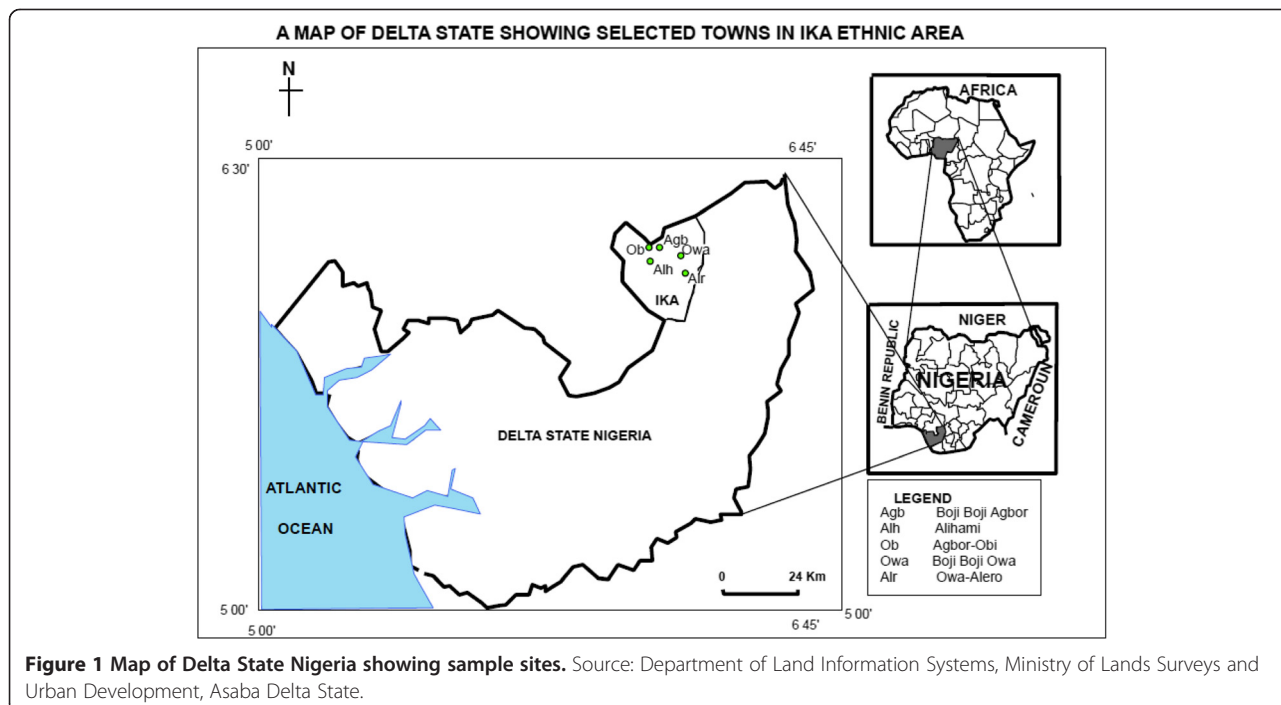 A MAP OF DELTA STATE SHOWING SELECTED TOWNS IN IKA ETHNIC AREA
N
5 00'
6 45'
6 30'
Ob
Agb
Owa
Alh
Alr
IKA
DELTA STATE NIGERIA
ATLANTIC
OCEAN
0 24 Km
5 00'
5 00'
5 00'
6 45'
AFRICA
NIGER
BENIN REPUBLIC
NIGERIA
CAMEROUN
LEGEND
Agb Boji Boji Agbor
Alh Alihami
Ob Agbor-Obi
Owa Boji Boji Owa
Alr Owa-Alero
Figure 1 Map of Delta State Nigeria showing sample sites. Source: Department of Land Information Systems, Ministry of Lands Surveys and
Urban Development, Asaba Delta State.